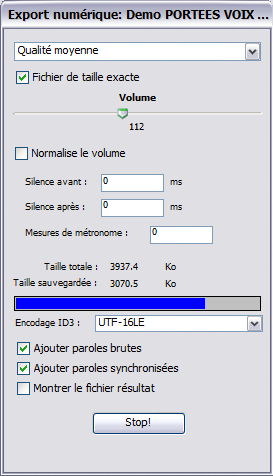 Export numérique: Demo PORTEES VOIX ...
Qualité moyenne
Fichier de taille exacte
Volume
112
Normalise le volume
Silence avant : 0 ms
Silence après : 0 ms
Mesures de métronome : 0
Taille totale : 3937.4 Ko
Taille sauvegardée : 3070.5 Ko
Encodage ID3 : UTF-16LE
Ajouter paroles brutes
Ajouter paroles synchronisées
Montrer le fichier résultat
Stop!